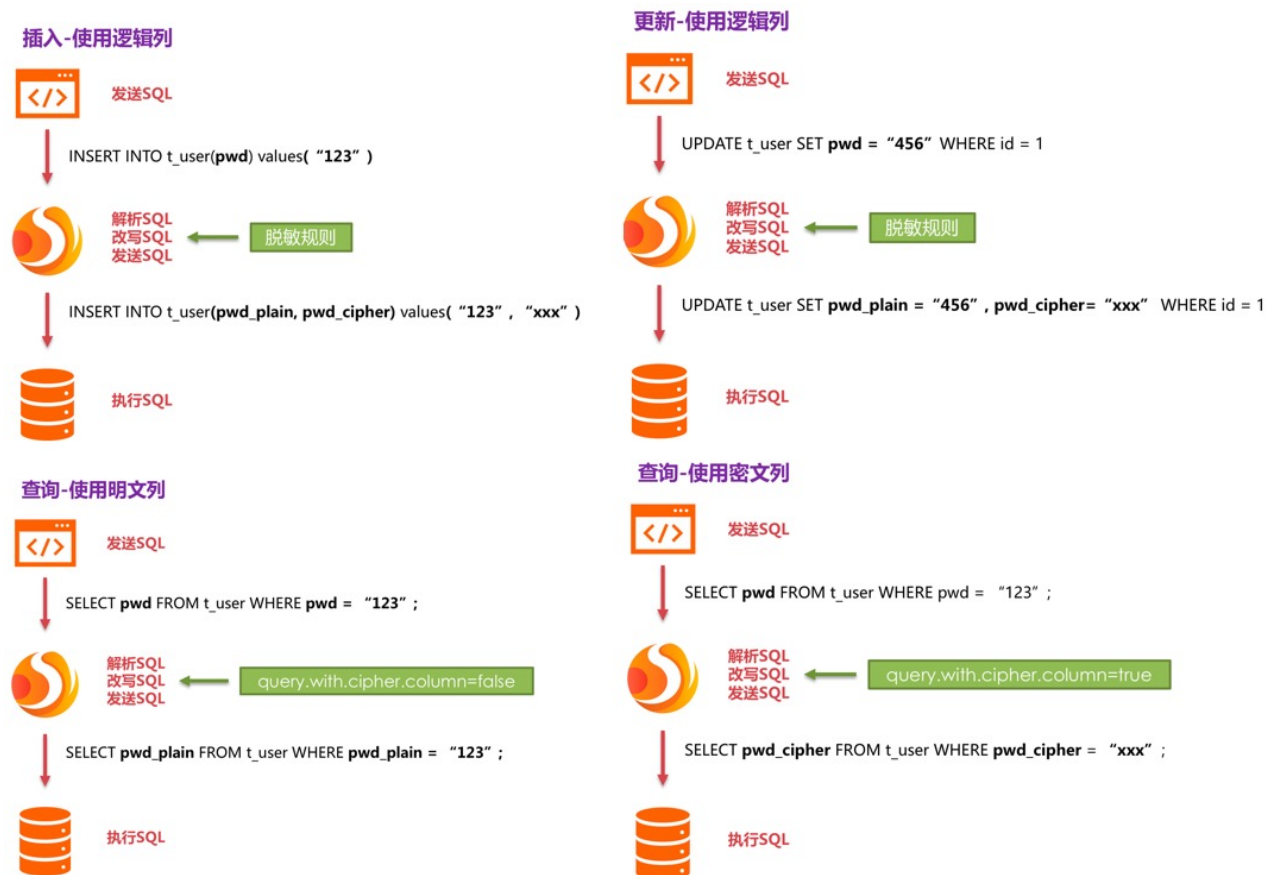 插入-使用逻辑列
</>
发送SQL
INSERT INTO t_user(pwd) values( “123” )
解析SQL
改写SQL
发送SQL
脱敏规则
INSERT INTO t_user(pwd_plain, pwd_cipher) values( “123” , “xxx” )
执行SQL
更新-使用逻辑列
</>
发送SQL
UPDATE t_user SET pwd = “456” WHERE id = 1
解析SQL
改写SQL
发送SQL
脱敏规则
UPDATE t_user SET pwd_plain = “456” , pwd_cipher= “xxx” WHERE id = 1
执行SQL
查询-使用明文列
</>
发送SQL
SELECT pwd FROM t_user WHERE pwd = “123” ;
解析SQL
改写SQL
发送SQL
query.with.cipher.column=false
SELECT pwd_plain FROM t_user WHERE pwd_plain = “123” ;
执行SQL
查询-使用密文列
</>
发送SQL
SELECT pwd FROM t_user WHERE pwd = “123” ;
解析SQL
改写SQL
发送SQL
query.with.cipher.column=true
SELECT pwd_cipher FROM t_user WHERE pwd_cipher = “xxx” ;
执行SQL